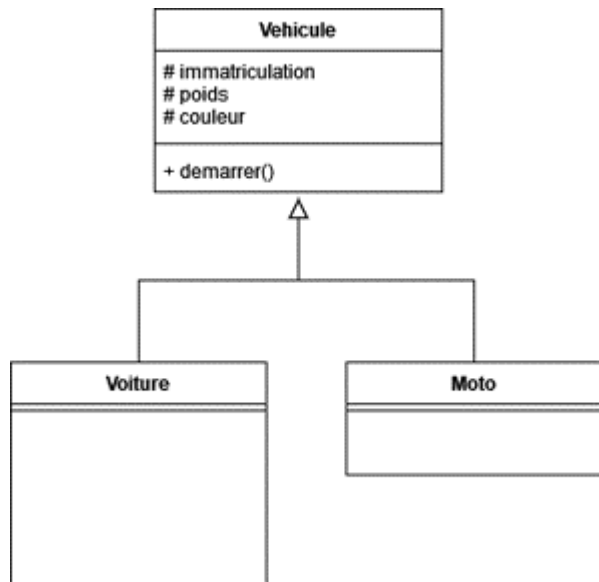 Vehicule
# immatriculation
# poids
# couleur
+ demarrer()
Voiture
Moto